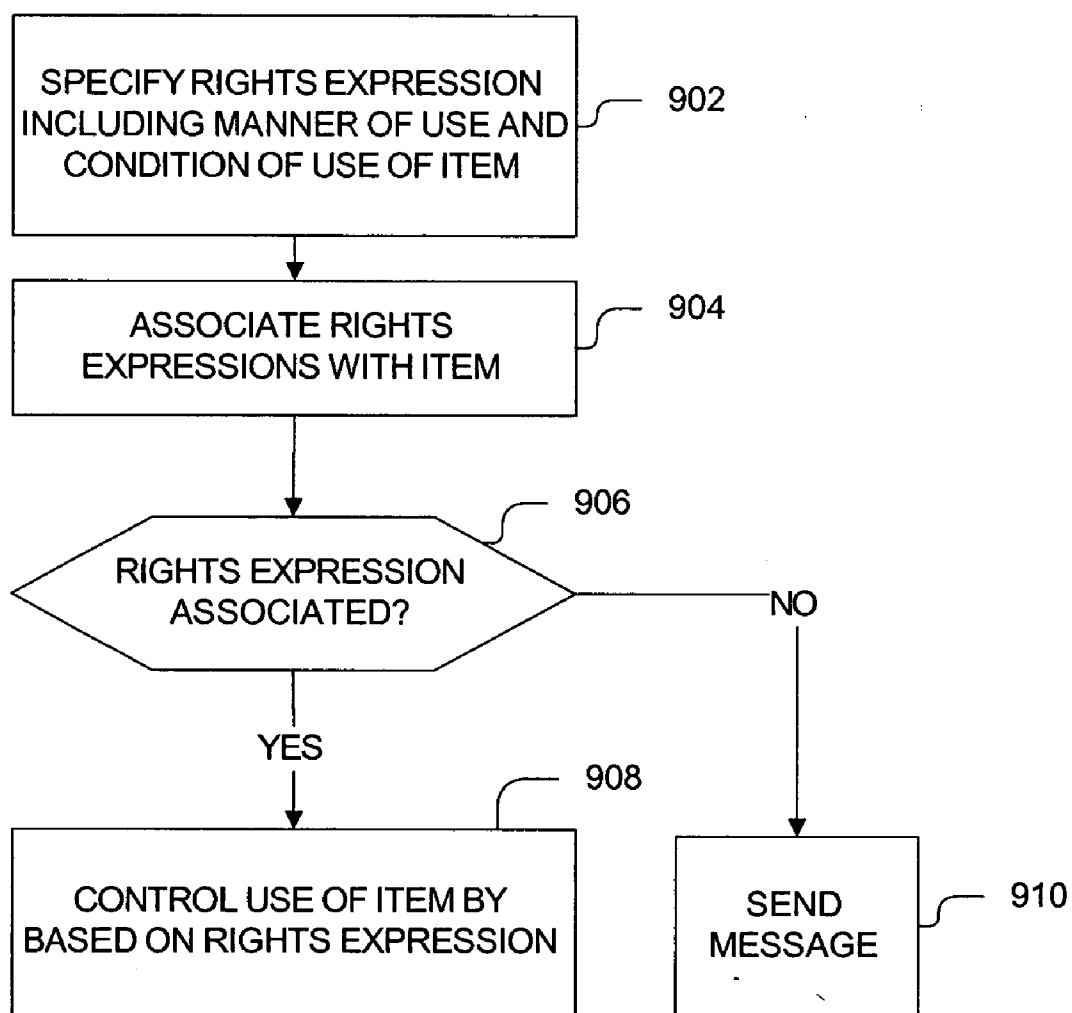 SPECIFY RIGHTS EXPRESSION
INCLUDING MANNER OF USE AND
CONDITION OF USE OF ITEM
902
ASSOCIATE RIGHTS
EXPRESSIONS WITH ITEM
904
RIGHTS EXPRESSION
ASSOCIATED?
906
NO
YES
908
CONTROL USE OF ITEM BY
BASED ON RIGHTS EXPRESSION
SEND
MESSAGE
910